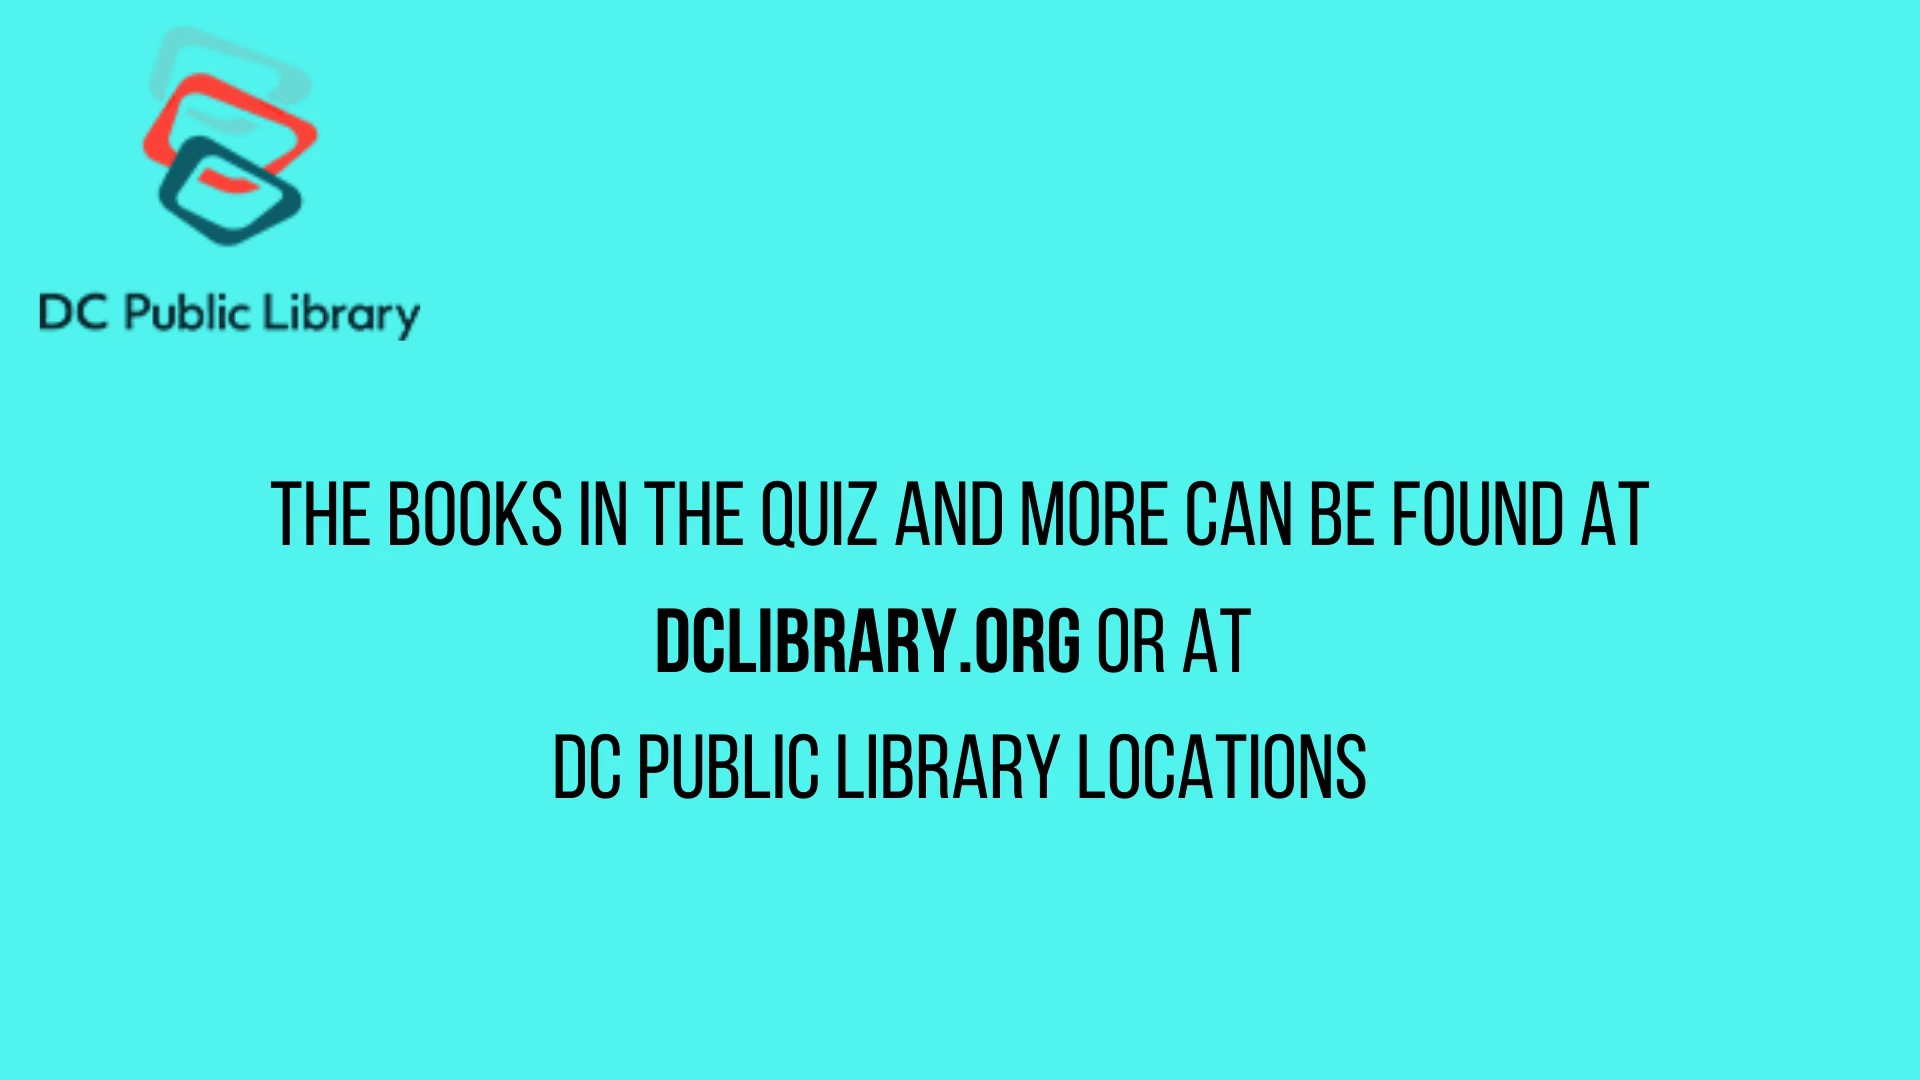 DC Public Library
THE BOOKS IN THE QUIZ AND MORE CAN BE FOUND AT
DCLIBRARY.ORG OR AT
DC PUBLIC LIBRARY LOCATIONS